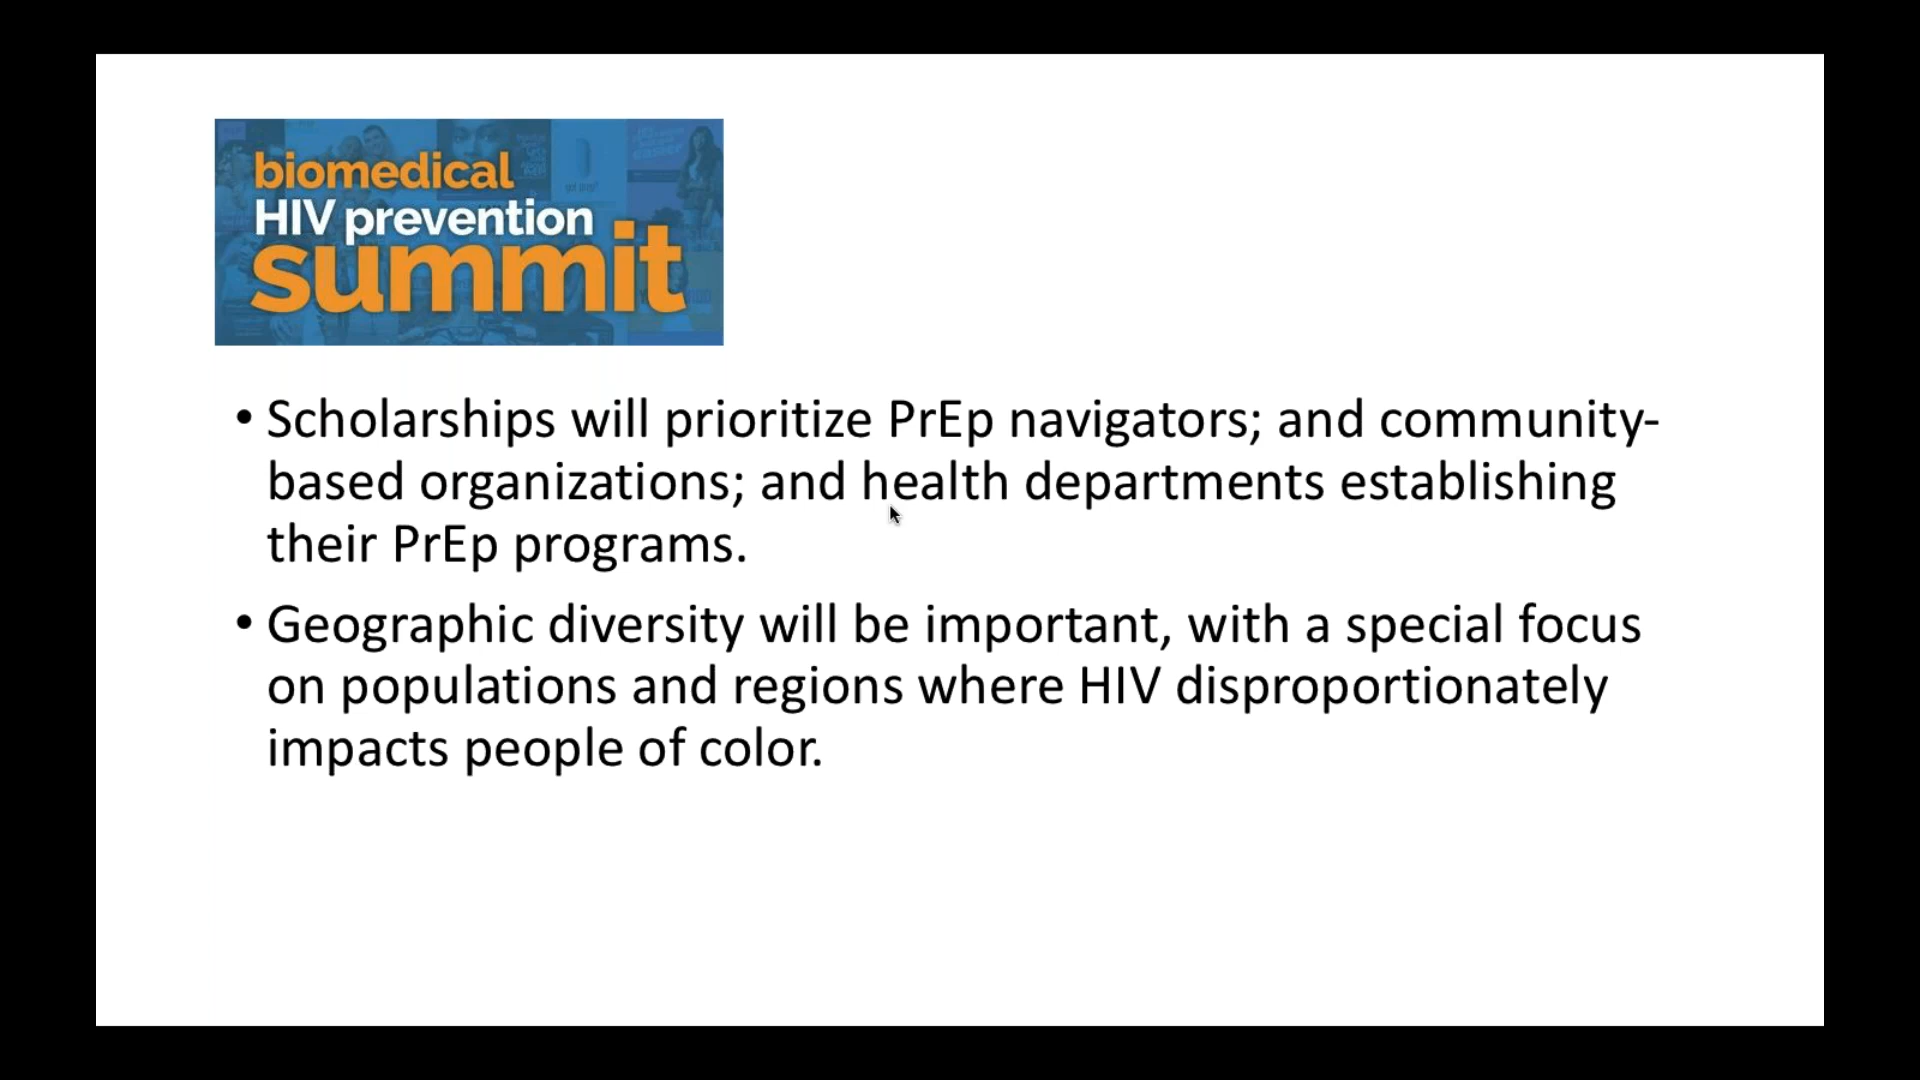 biomedical
HIV prevention
summit
got prep?
• Scholarships will prioritize PrEp navigators; and community-
based organizations; and health departments establishing
their PrEp programs.
• Geographic diversity will be important, with a special focus
on populations and regions where HIV disproportionately
impacts people of color.